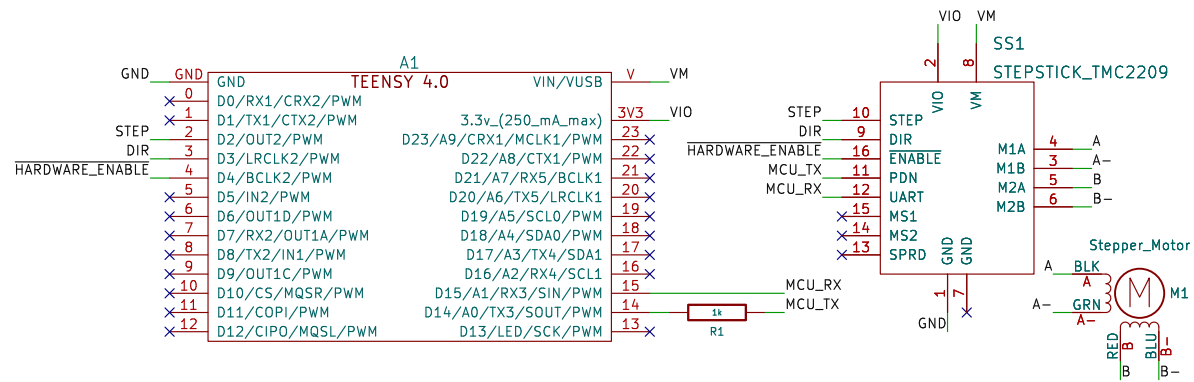 A1
TEENSY 4.0
GND GND GND
0 D0/RX1/CRX2/PWM
1 D1/TX1/CTX2/PWM
STEP 2 D2/OUT2/PWM
DIR 3 D3/LRCLK2/PWM
HARDWARE_ENABLE 4 D4/BCLK2/PWM
5 D5/IN2/PWM
6 D6/OUT1D/PWM
7 D7/RX2/OUT1A/PWM
8 D8/TX2/IN1/PWM
9 D9/OUT1C/PWM
10 D10/CS/MQSR/PWM
11 D11/COPI/PWM
12 D12/CIPO/MQSL/PWM
VIN/VUSB V VM
3.3v_(250_mA_max) 3V3 VIO
D23/A9/CRX1/MCLK1/PWM 23
D22/A8/CTX1/PWM 22
D21/A7/RX5/BCLK1 21
D20/A6/TX5/LRCLK1 20
D19/A5/SCL0/PWM 19
D18/A4/SDA0/PWM 18
D17/A3/TX4/SDA1 17
D16/A2/RX4/SCL1 16
D15/A1/RX3/SIN/PWM 15 MCU_RX
D14/A0/TX3/SOUT/PWM 14 1k MCU_TX
D13/LED/SCK/PWM 13
R1
VIO VM
SS1
STEPSTICK_TMC2209
2 8
VIO VM
STEP 10 STEP
DIR 9 DIR
HARDWARE_ENABLE 16 ENABLE
MCU_TX 11 PDN
MCU_RX 12 UART
15 MS1
14 MS2
13 SPRD
M1A 4 A
M1B 3 A-
M2A 5 B
M2B 6 B-
GND GND
1 7
GND
Stepper_Motor
A BLK A
A- GRN A-
M M1
RED B BLU B-
B B-